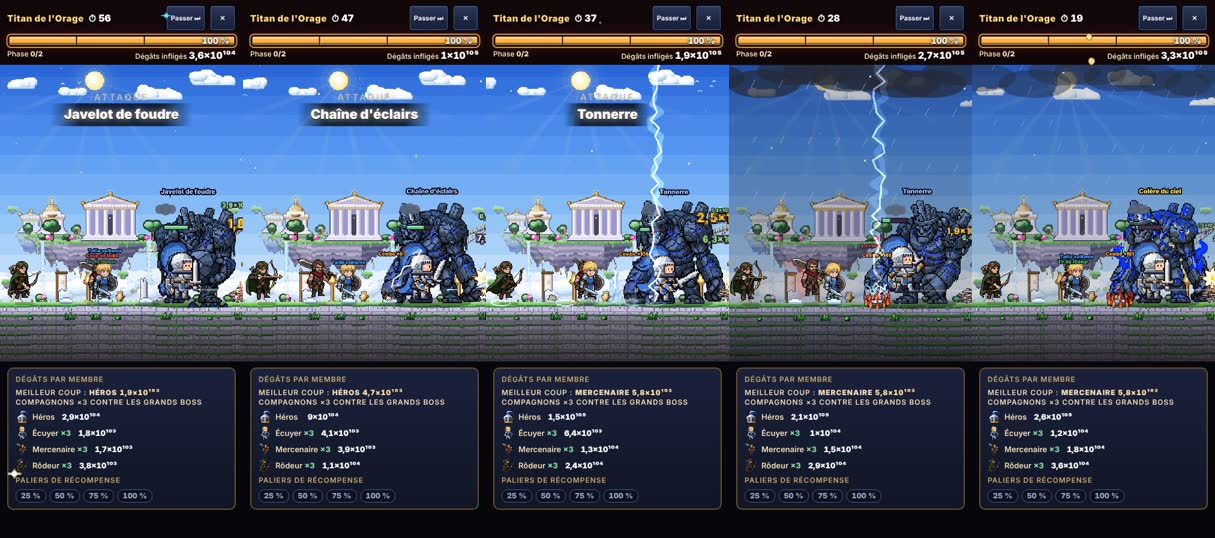 Titan de l'Orage ⏱ 56
Passer ⏭
×
100 %
Phase 0/2
Dégâts infligés 3,6×10¹⁰⁴
ATTAQUE
Javelot de foudre
Javelot de foudre
DÉGÂTS PAR MEMBRE
MEILLEUR COUP : HÉROS 1,9×10¹⁰³
COMPAGNONS ×3 CONTRE LES GRANDS BOSS
Héros 2,9×10¹⁰⁴
Écuyer ×3 1,8×10¹⁰³
Mercenaire ×3 1,7×10¹⁰³
Rôdeur ×3 3,8×10¹⁰³
PALIERS DE RÉCOMPENSE
25 % 50 % 75 % 100 %
Titan de l'Orage ⏱ 47
Passer ⏭
×
100 %
Phase 0/2
Dégâts infligés 1×10¹⁰⁵
ATTAQUE
Chaîne d'éclairs
Chaîne d'éclairs
DÉGÂTS PAR MEMBRE
MEILLEUR COUP : HÉROS 4,7×10¹⁰³
COMPAGNONS ×3 CONTRE LES GRANDS BOSS
Héros 9×10¹⁰⁴
Écuyer ×3 4,1×10¹⁰³
Mercenaire ×3 3,9×10¹⁰³
Rôdeur ×3 1,1×10¹⁰⁴
PALIERS DE RÉCOMPENSE
25 % 50 % 75 % 100 %
Titan de l'Orage ⏱ 37
Passer ⏭
×
100 %
Phase 0/2
Dégâts infligés 1,9×10¹⁰⁵
ATTAQUE
Tonnerre
Tonnerre
DÉGÂTS PAR MEMBRE
MEILLEUR COUP : MERCENAIRE 5,8×10¹⁰³
COMPAGNONS ×3 CONTRE LES GRANDS BOSS
Héros 1,5×10¹⁰⁵
Écuyer ×3 6,4×10¹⁰³
Mercenaire ×3 1,3×10¹⁰⁴
Rôdeur ×3 2,4×10¹⁰⁴
PALIERS DE RÉCOMPENSE
25 % 50 % 75 % 100 %
Titan de l'Orage ⏱ 28
Passer ⏭
×
100 %
Phase 0/2
Dégâts infligés 2,7×10¹⁰⁵
Tonnerre
DÉGÂTS PAR MEMBRE
MEILLEUR COUP : MERCENAIRE 5,8×10¹⁰³
COMPAGNONS ×3 CONTRE LES GRANDS BOSS
Héros 2,1×10¹⁰⁵
Écuyer ×3 1×10¹⁰⁴
Mercenaire ×3 1,5×10¹⁰⁴
Rôdeur ×3 2,9×10¹⁰⁴
PALIERS DE RÉCOMPENSE
25 % 50 % 75 % 100 %
Titan de l'Orage ⏱ 19
Passer ⏭
×
100 %
Phase 0/2
Dégâts infligés 3,3×10¹⁰⁵
Colère du ciel
DÉGÂTS PAR MEMBRE
MEILLEUR COUP : MERCENAIRE 5,8×10¹⁰³
COMPAGNONS ×3 CONTRE LES GRANDS BOSS
Héros 2,6×10¹⁰⁵
Écuyer ×3 1,2×10¹⁰⁴
Mercenaire ×3 1,8×10¹⁰⁴
Rôdeur ×3 3,6×10¹⁰⁴
PALIERS DE RÉCOMPENSE
25 % 50 % 75 % 100 %